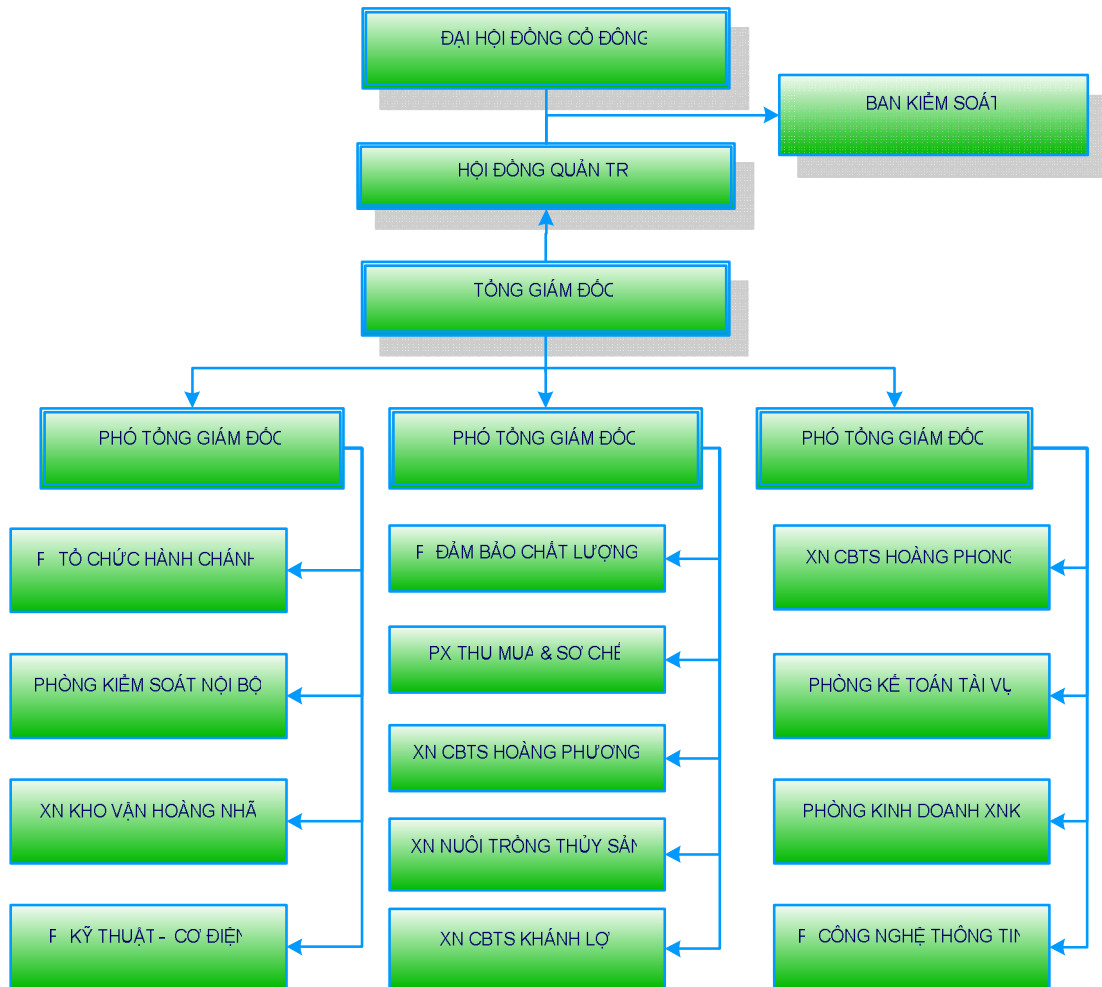 ĐẠI HỘI ĐỒNG CỔ ĐÔNG
BAN KIỂM SOÁT
HỘI ĐỒNG QUẢN TR
TỔNG GIÁM ĐỐC
PHÓ TỔNG GIÁM ĐỐC
PHÓ TỔNG GIÁM ĐỐC
PHÓ TỔNG GIÁM ĐỐC
P TỔ CHỨC HÀNH CHÁNH
PHÒNG KIỂM SOÁT NỘI BỘ
XN KHO VẬN HOÀNG NHÃ
P KỸ THUẬT - CƠ ĐIỆN
P ĐẢM BẢO CHẤT LƯỢNG
PX THU MUA & SƠ CHẾ
XN CBTS HOÀNG PHƯƠNG
XN NUÔI TRỒNG THỦY SẢN
XN CBTS KHÁNH LỢ
XN CBTS HOÀNG PHONG
PHÒNG KẾ TOÁN TÀI VỤ
PHÒNG KINH DOANH XNK
P CÔNG NGHỆ THÔNG TIN